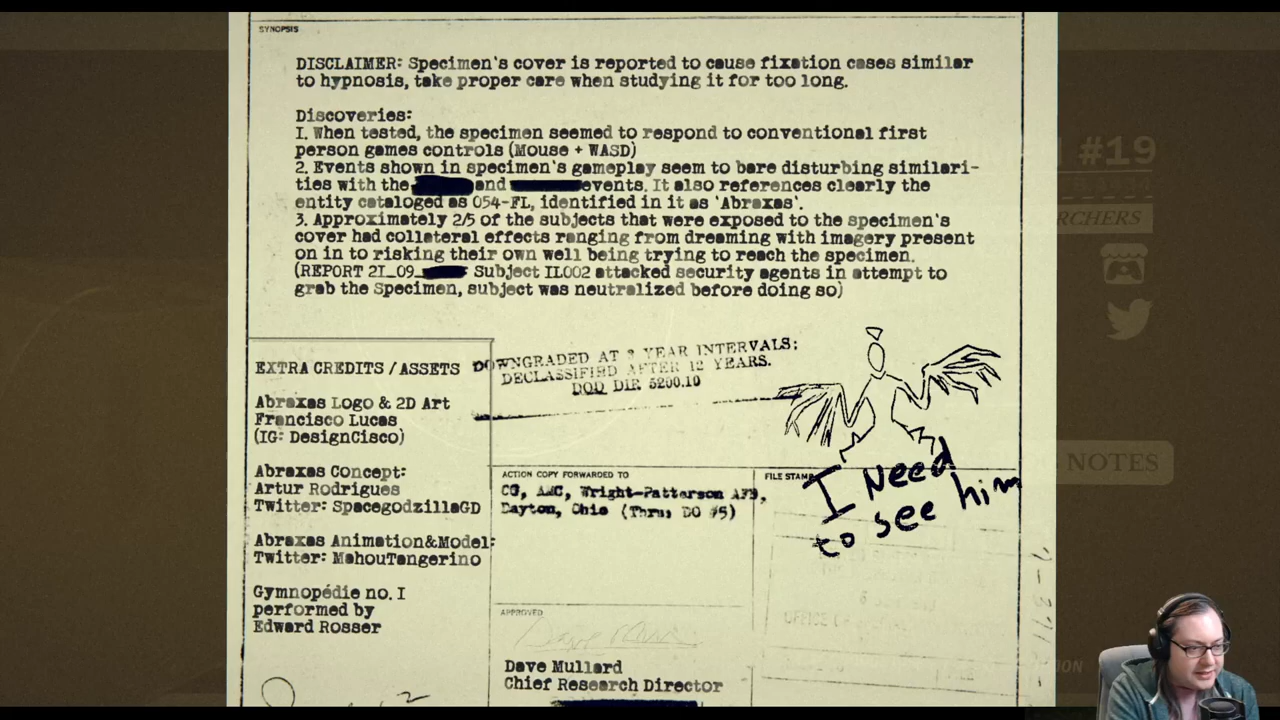 SYNOPSIS
DISCLAIMER: Specimen's cover is reported to cause fixation cases similar
to hypnosis, take proper care when studying it for too long.
Discoveries:
1. When tested, the specimen seemed to respond to conventional first
person games controls (Mouse + WASD)
2. Events shown in specimen's gameplay seem to bare disturbing similari-
ties with the and events. It also references clearly the
entity cataloged as 054-FL, identified in it as 'Abraxas'.
3. Approximately 2/5 of the subjects that were exposed to the specimen's
cover had collateral effects ranging from dreaming with imagery present
on in to risking their own well being trying to reach the specimen.
(REPORT 21_09_ Subject IL002 attacked security agents in attempt to
grab the Specimen, subject was neutralized before doing so)
#19
RCHERS
NOTES
EXTRA CREDITS / ASSETS
Abraxas Logo & 2D Art
Francisco Lucas
(IG: DesignCisco)
Abraxas Concept:
Artur Rodrigues
Twitter: SpacegodzillaGD
Abraxas Animation&Model:
Twitter: MahouTangerino
Gymnopédie no. I
performed by
Edward Rosser
DOWNGRADED AT 3 YEAR INTERVALS;
DECLASSIFIED AFTER 12 YEARS.
DOD DIR 5200.10
ACTION COPY FORWARDED TO
CG, AMC, Wright-Patterson AFB,
Dayton, Ohio (Thru: DO #5)
FILE STAMP
I Need
to see him
APPROVED
Dave Mullard
Chief Research Director